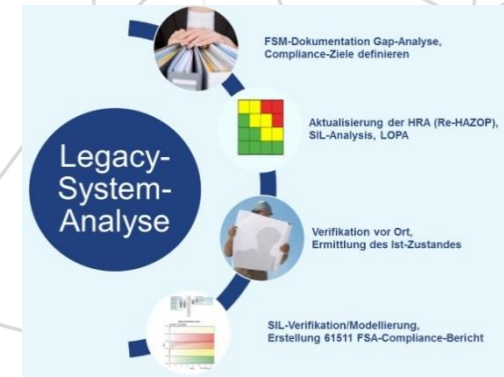 FSM-Dokumentation Gap-Analyse,
Compliance-Ziele definieren
Aktualisierung der HRA (Re-HAZOP),
SIL-Analysis, LOPA
Legacy-
System-
Analyse
Verifikation vor Ort,
Ermittlung des Ist-Zustandes
SIL-Verifikation/Modellierung,
Erstellung 61511 FSA-Compliance-Bericht